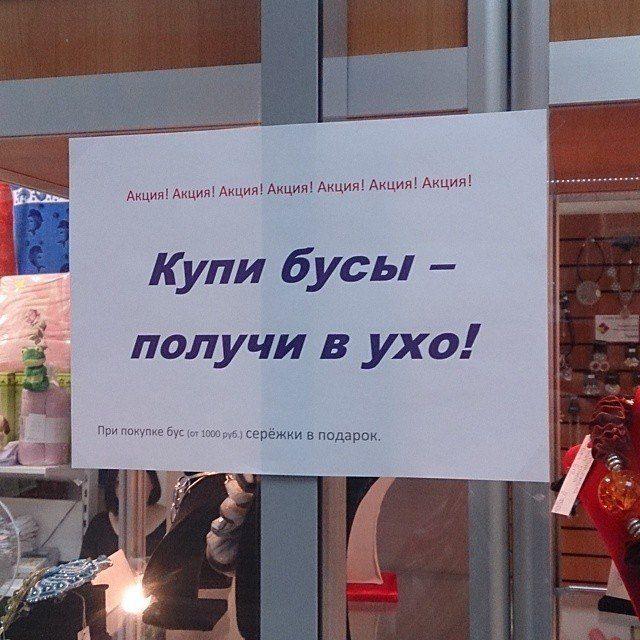 Акция! Акция! Акция! Акция! Акция! Акция! Акция!
Купи бусы –
получи в ухо!
При покупке бус (от 1000 руб.) серёжки в подарок.